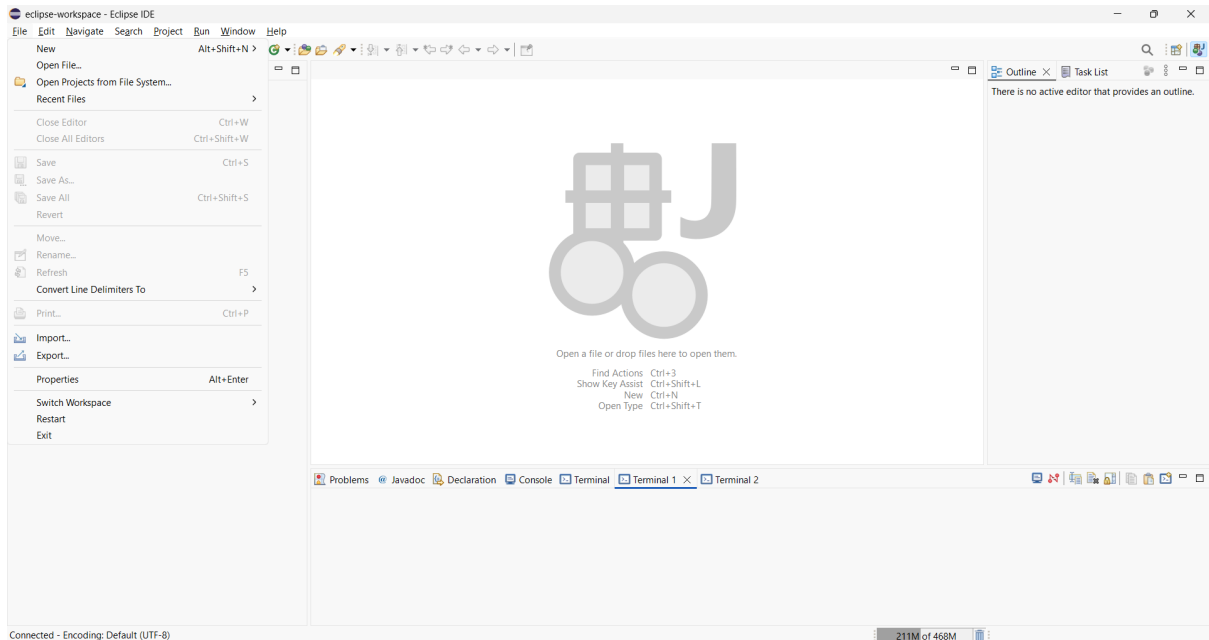 eclipse-workspace - Eclipse IDE
File Edit Navigate Search Project Run Window Help
New Alt+Shift+N >
Open File...
Open Projects from File System...
Recent Files >
Close Editor Ctrl+W
Close All Editors Ctrl+Shift+W
Save Ctrl+S
Save As...
Save All Ctrl+Shift+S
Revert
Move...
Rename...
Refresh F5
Convert Line Delimiters To >
Print... Ctrl+P
Import...
Export...
Properties Alt+Enter
Switch Workspace >
Restart
Exit
J
Open a file or drop files here to open them.
Find Actions Ctrl+3
Show Key Assist Ctrl+Shift+L
New Ctrl+N
Open Type Ctrl+Shift+T
Outline Task List
There is no active editor that provides an outline.
Problems @ Javadoc Declaration Console Terminal Terminal 1 Terminal 2
Connected - Encoding: Default (UTF-8)
211M of 468M